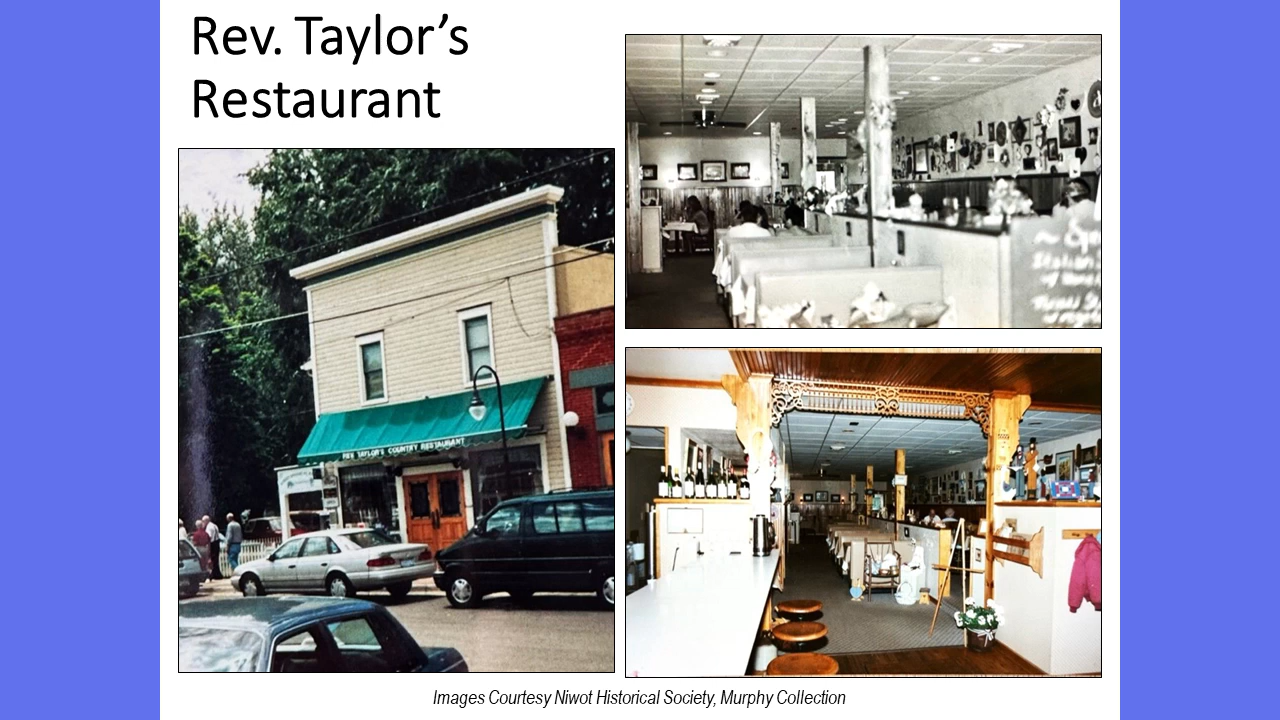 Rev. Taylor’s
Restaurant
REV. TAYLOR'S COUNTRY RESTAURANT
Images Courtesy Niwot Historical Society, Murphy Collection